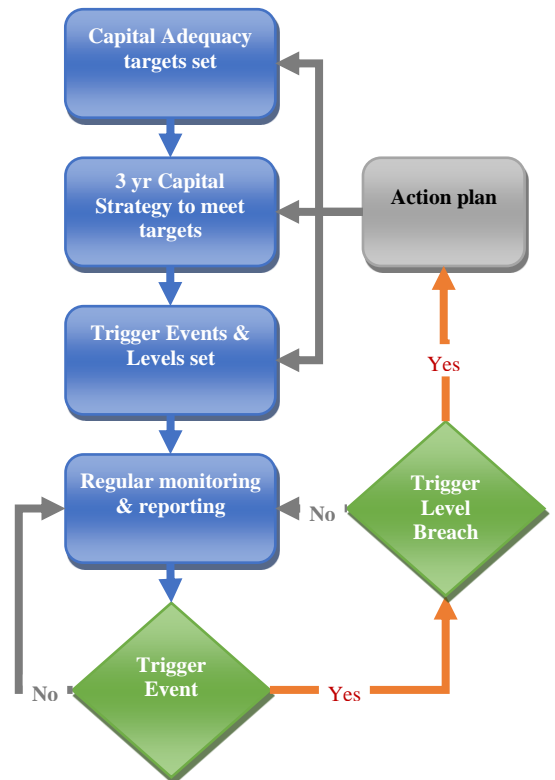 Capital Adequacy
targets set
3 yr Capital
Strategy to meet
targets
Action plan
Trigger Events &
Levels set
Yes
Regular monitoring
& reporting
Trigger
Level
Breach
No
Trigger
Event
No
Yes